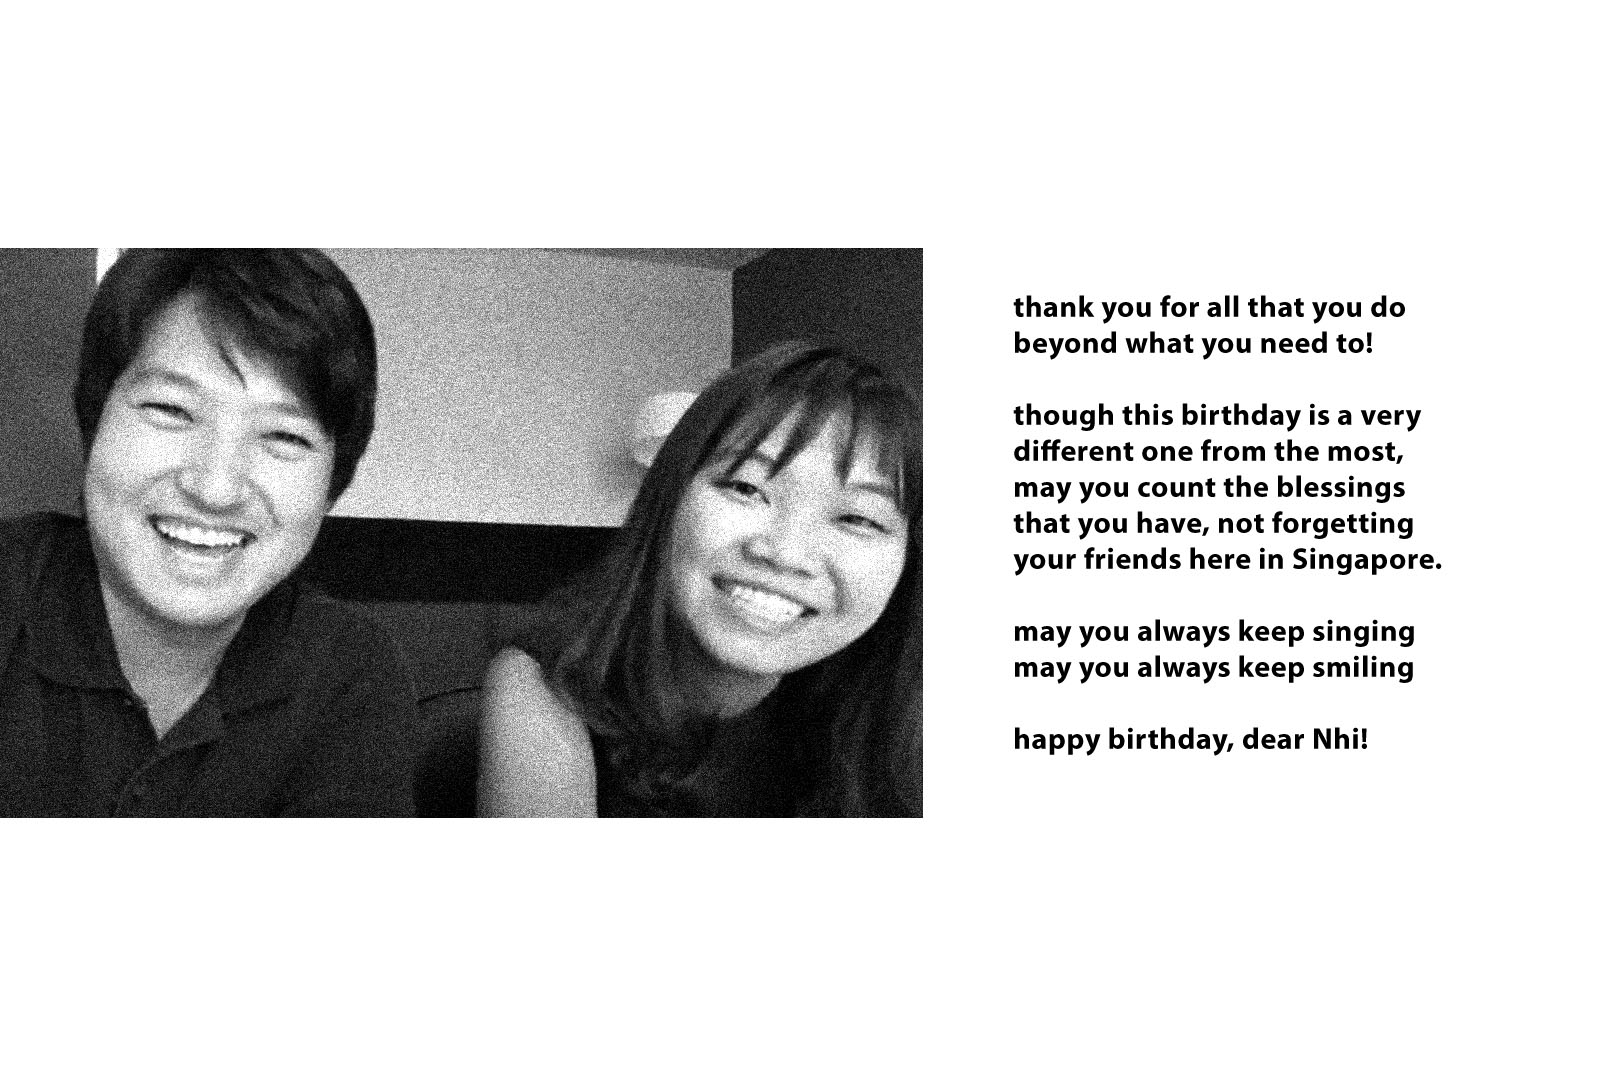 thank you for all that you do
beyond what you need to!
though this birthday is a very
different one from the most,
may you count the blessings
that you have, not forgetting
your friends here in Singapore.
may you always keep singing
may you always keep smiling
happy birthday, dear Nhi!